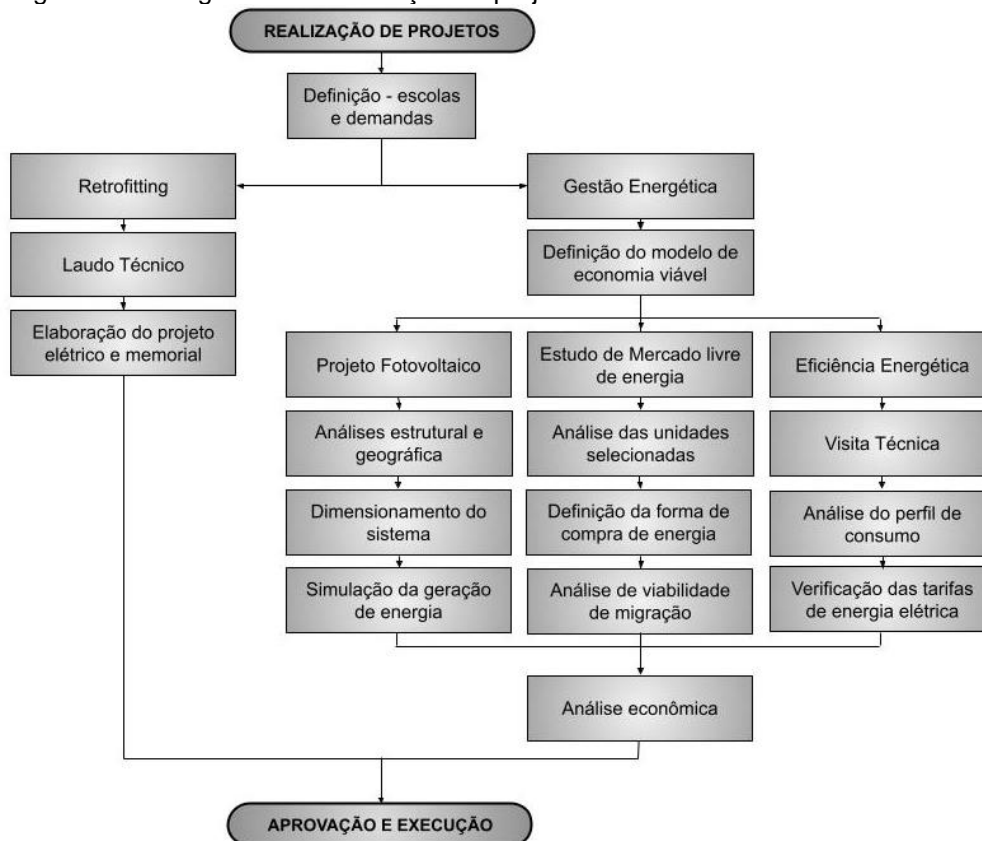 REALIZAÇÃO DE PROJETOS
Definição - escolas
e demandas
Retrofitting
Gestão Energética
Laudo Técnico
Definição do modelo de
economia viável
Elaboração do projeto
elétrico e memorial
Projeto Fotovoltaico
Estudo de Mercado livre
de energia
Eficiência Energética
Análises estrutural e
geográfica
Análise das unidades
selecionadas
Visita Técnica
Dimensionamento do
sistema
Definição da forma de
compra de energia
Análise do perfil de
consumo
Simulação da geração
de energia
Análise de viabilidade
de migração
Verificação das tarifas
de energia elétrica
Análise econômica
APROVAÇÃO E EXECUÇÃO